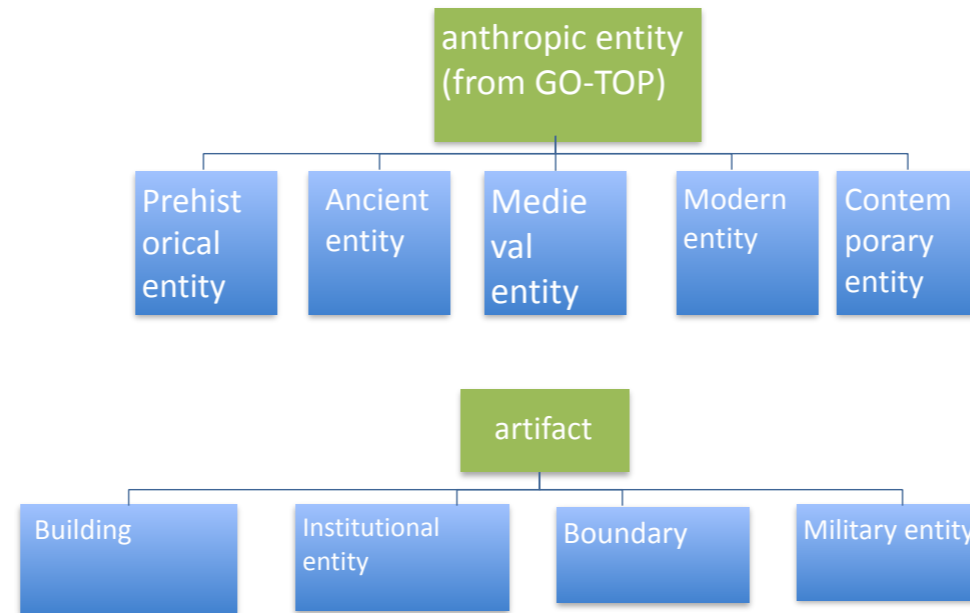 anthropic entity
(from GO-TOP)
Prehist
orical
entity
Ancient
entity
Medie
val
entity
Modern
entity
Contem
porary
entity
artifact
Building
Institutional
entity
Boundary
Military entity